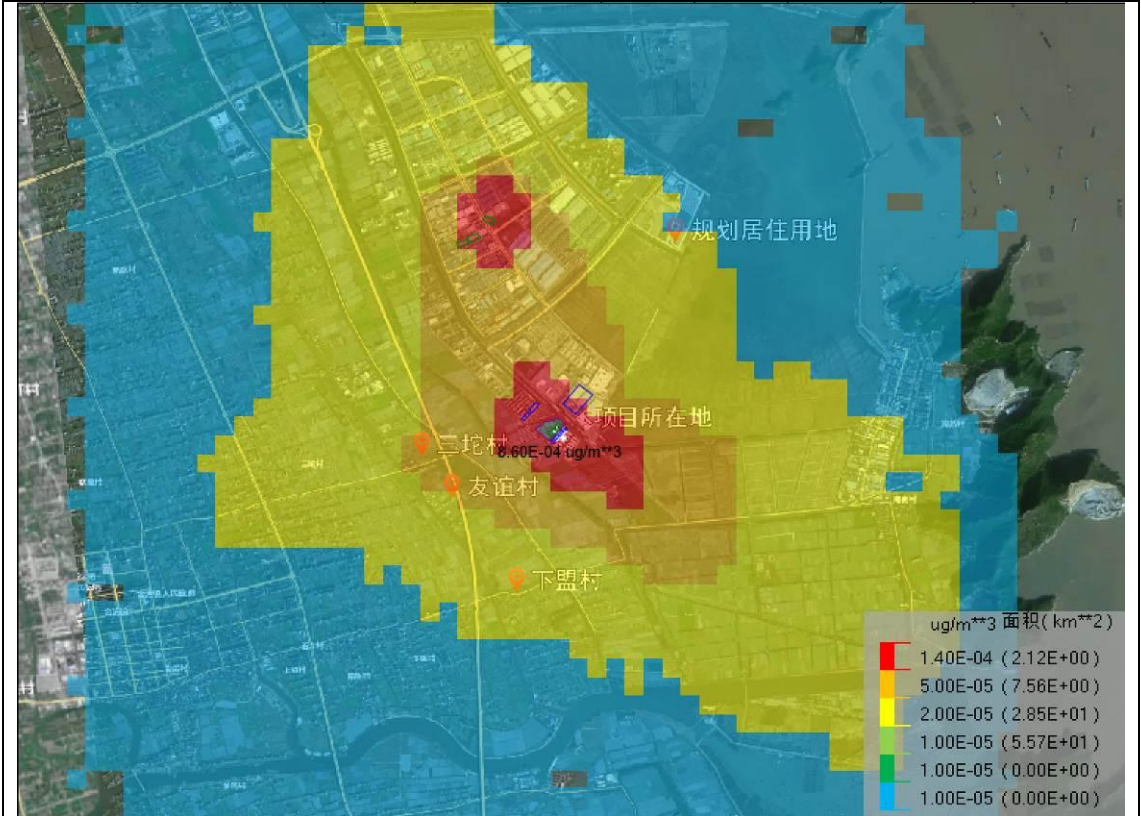 规划居住用地
项目所在地
三坨村
8.60E-04 ug/m**3
友谊村
下盟村
ug/m**3 面积(km**2)
1.40E-04 (2.12E+00)
5.00E-05 (7.56E+00)
2.00E-05 (2.85E+01)
1.00E-05 (5.57E+01)
1.00E-05 (0.00E+00)
1.00E-05 (0.00E+00)